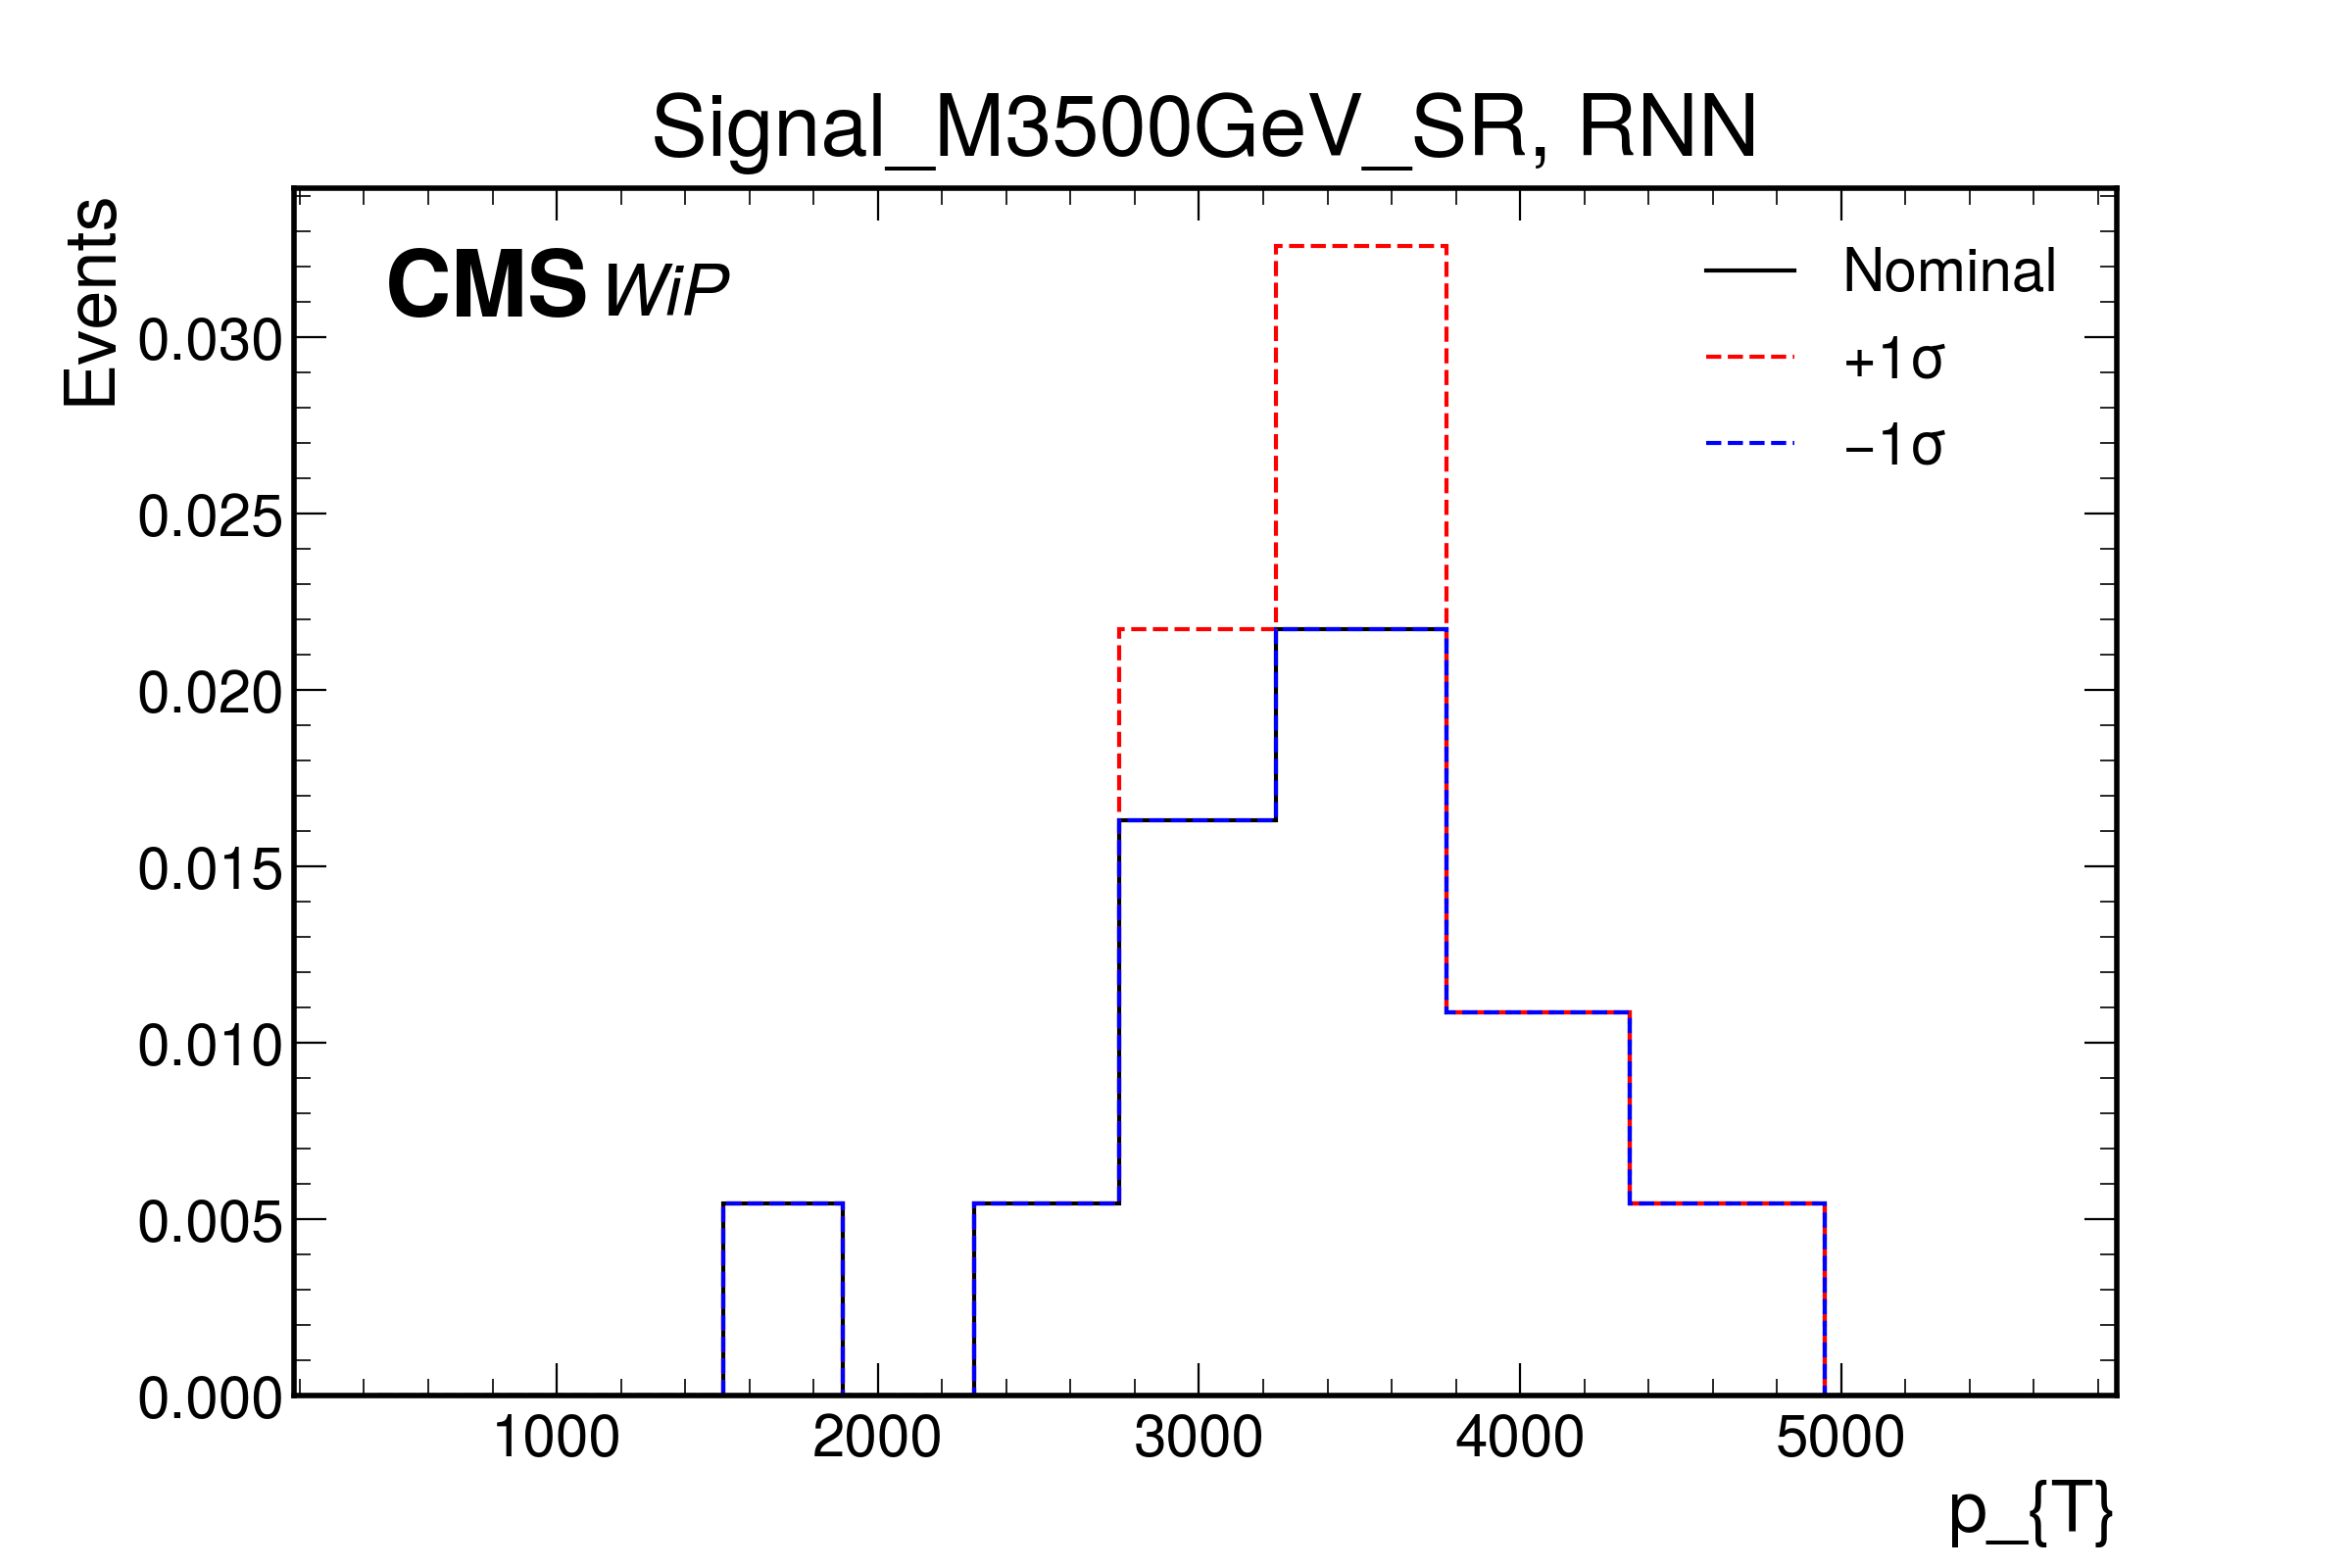 Signal_M3500GeV_SR, RNN
Events
CMS WiP
Nominal
+1σ
−1σ
0.030
0.025
0.020
0.015
0.010
0.005
0.000
1000 2000 3000 4000 5000
p_{T}